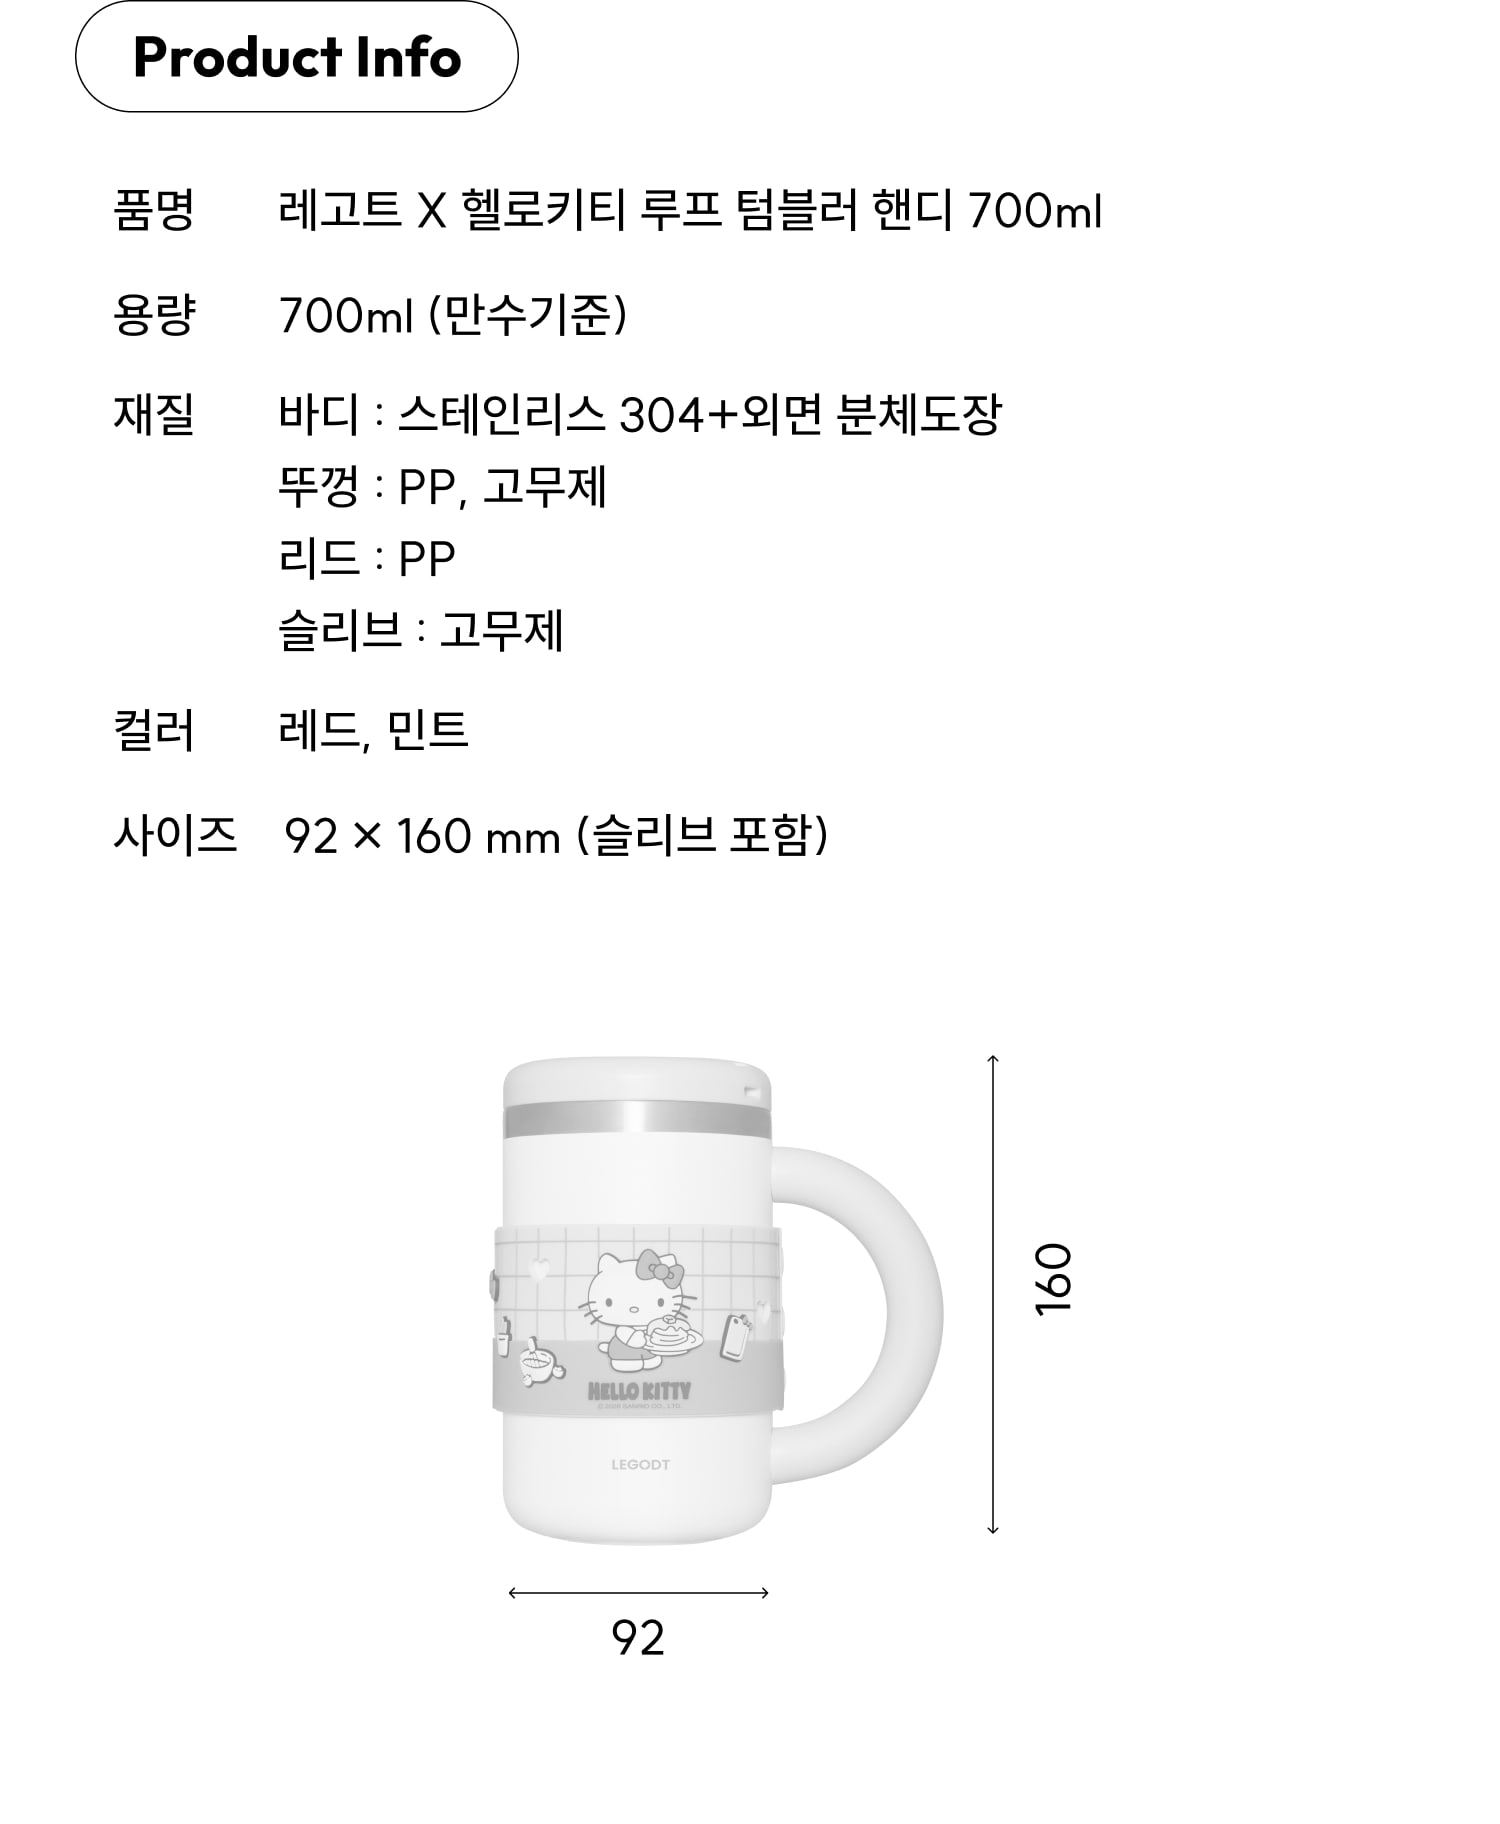 Product Info
품명 레고트 X 헬로키티 루프 텀블러 핸디 700ml
용량 700ml (만수기준)
재질 바디 : 스테인리스 304+외면 분체도장
뚜껑 : PP, 고무제
리드 : PP
슬리브 : 고무제
컬러 레드, 민트
사이즈 92 × 160 mm (슬리브 포함)
160
HELLO KITTY
SANRIO CO., LTD.
LEGODT
92